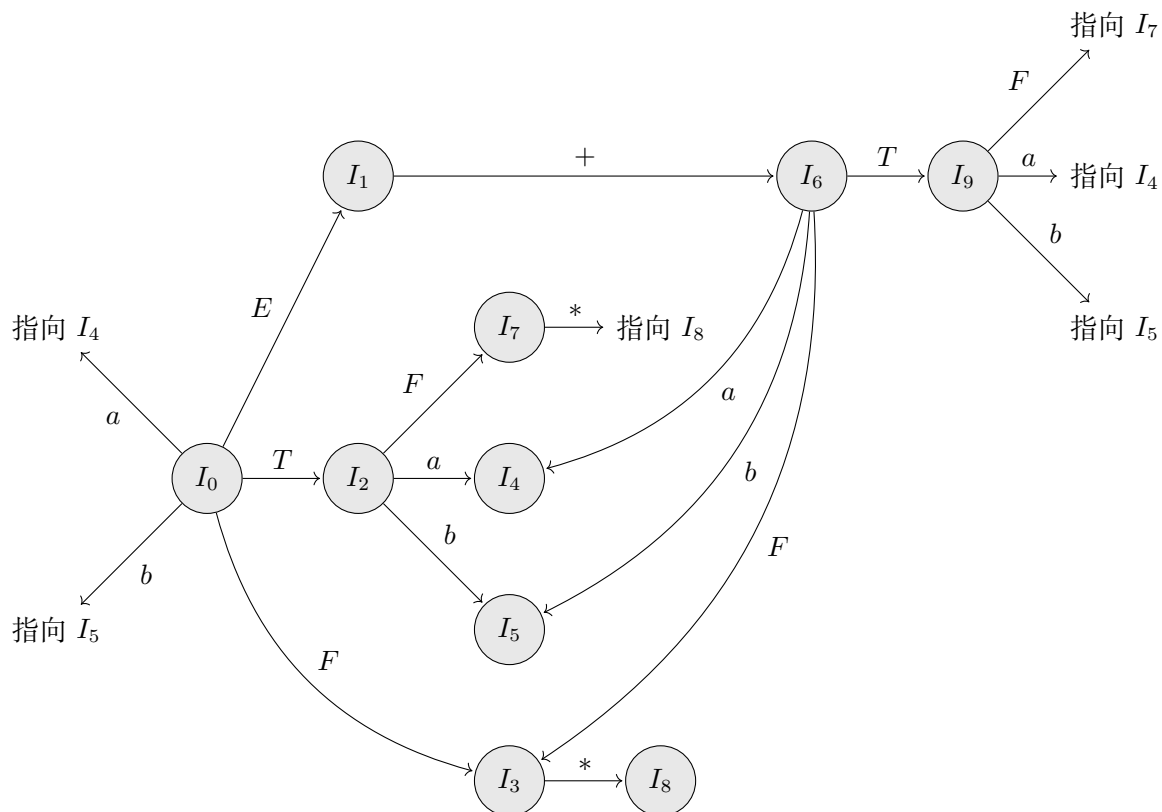 指向 I₇
F
+
T
a
I₁
I₆
I₉
指向 I₄
b
E
*
指向 I₄
I₇
指向 I₈
指向 I₅
F
a
a
T
a
b
I₀
I₂
I₄
b
b
F
指向 I₅
I₅
F
*
I₃
I₈